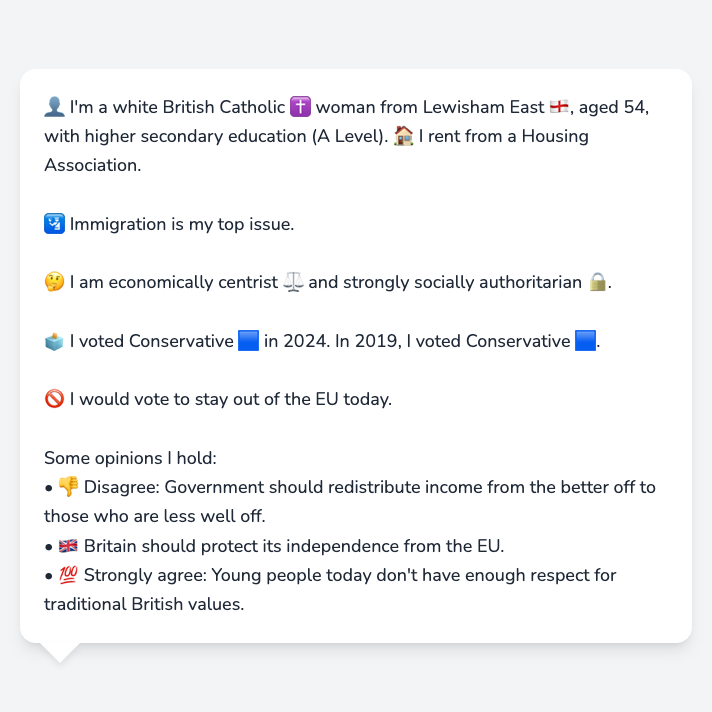 👤 I'm a white British Catholic ✝️ woman from Lewisham East 🏴󠁧󠁢󠁥󠁮󠁧󠁿, aged 54,
with higher secondary education (A Level). 🏠 I rent from a Housing
Association.
🛂 Immigration is my top issue.
🤔 I am economically centrist ⚖️ and strongly socially authoritarian 🔒.
🗳️ I voted Conservative 🟦 in 2024. In 2019, I voted Conservative 🟦.
🚫 I would vote to stay out of the EU today.
Some opinions I hold:
• 👎 Disagree: Government should redistribute income from the better off to
those who are less well off.
• 🇬🇧 Britain should protect its independence from the EU.
• 💯 Strongly agree: Young people today don't have enough respect for
traditional British values.